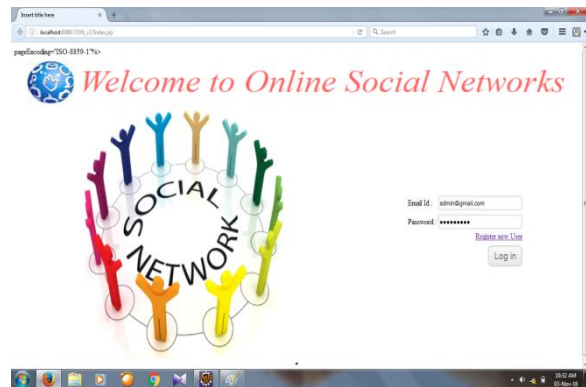 Insert title here
localhost:8080/OSN_v2/index.jsp
Search
pageEncoding="ISO-8859-1"%>
Welcome to Online Social Networks
SOCIAL
NETWORK
Email Id : admin@gmail.com
Password : •••••••••
Register new User
Log in
10:52 AM
03-Nov-16